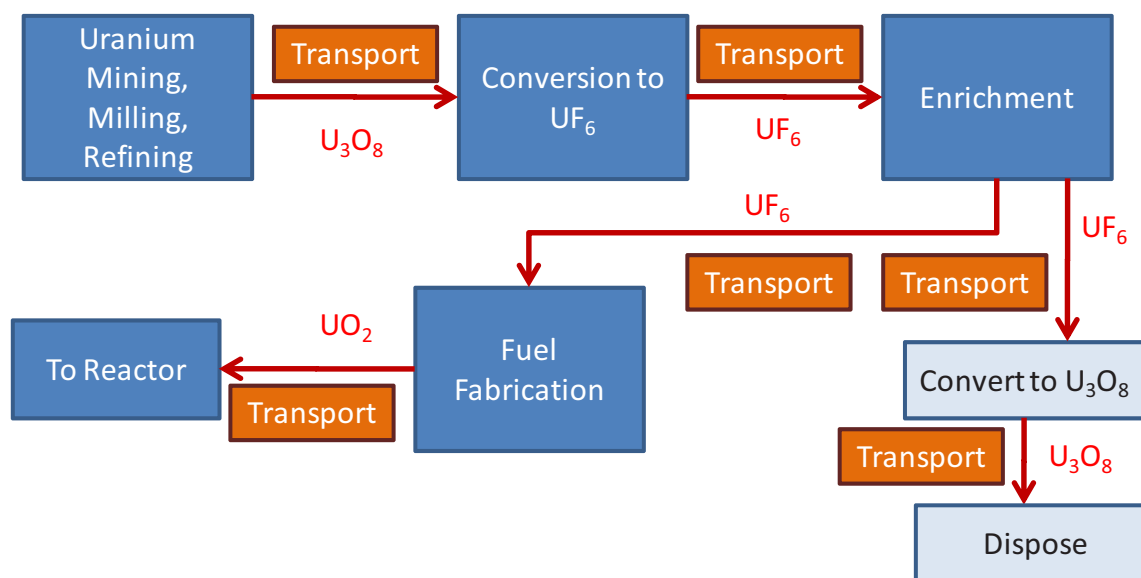 Uranium
Mining,
Milling,
Refining
Transport
U₃O₈
Conversion to
UF₆
Transport
UF₆
Enrichment
UF₆
UF₆
Transport
Transport
To Reactor
UO₂
Transport
Fuel
Fabrication
Convert to U₃O₈
Transport
U₃O₈
Dispose